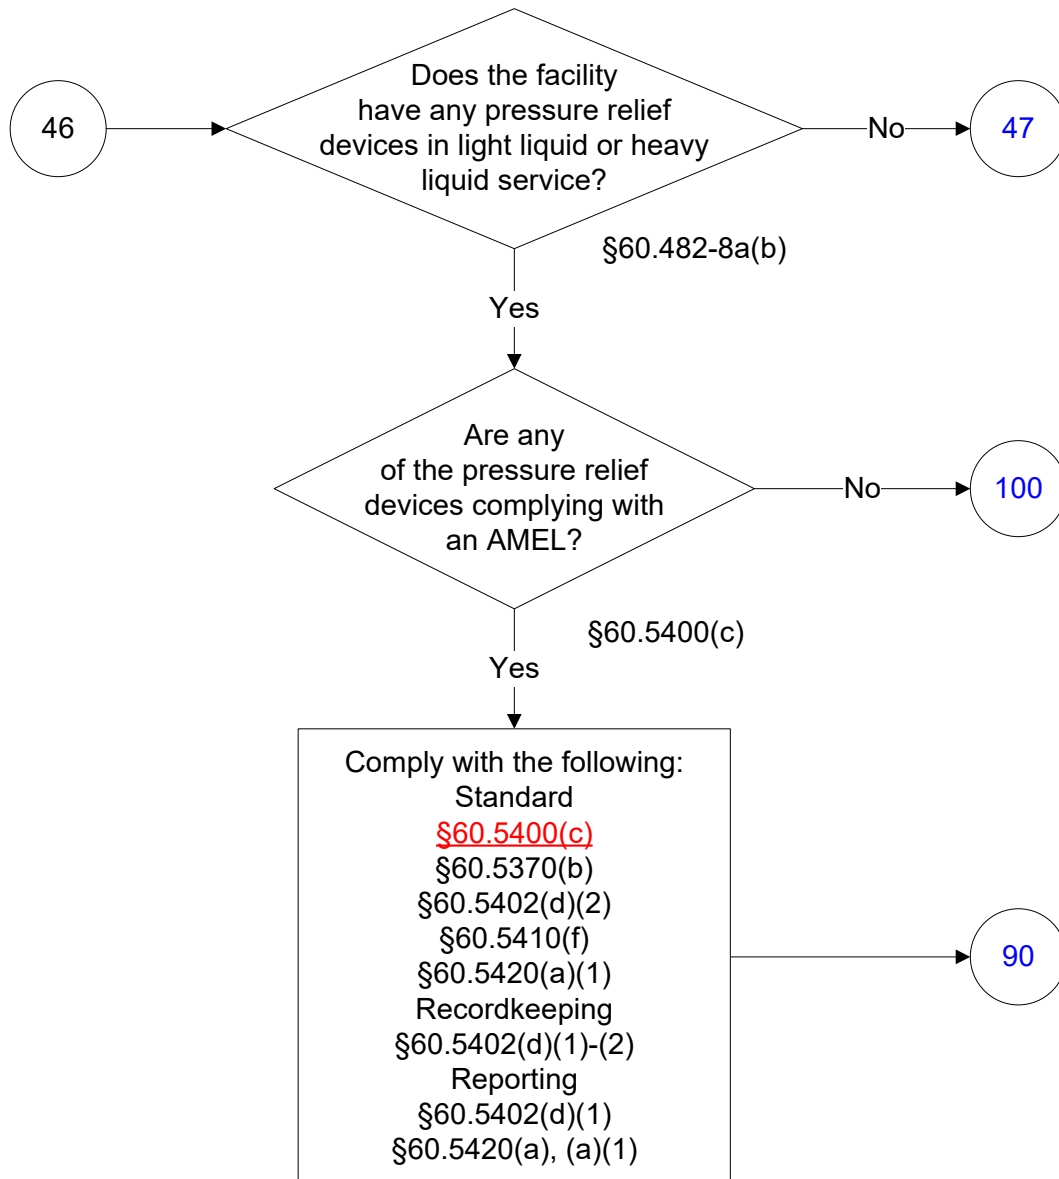 46
Does the facility
have any pressure relief
devices in light liquid or heavy
liquid service?
No
47
§60.482-8a(b)
Yes
Are any
of the pressure relief
devices complying with
an AMEL?
No
100
§60.5400(c)
Yes
Comply with the following:
Standard
§60.5400(c)
§60.5370(b)
§60.5402(d)(2)
§60.5410(f)
§60.5420(a)(1)
Recordkeeping
§60.5402(d)(1)-(2)
Reporting
§60.5402(d)(1)
§60.5420(a), (a)(1)
90